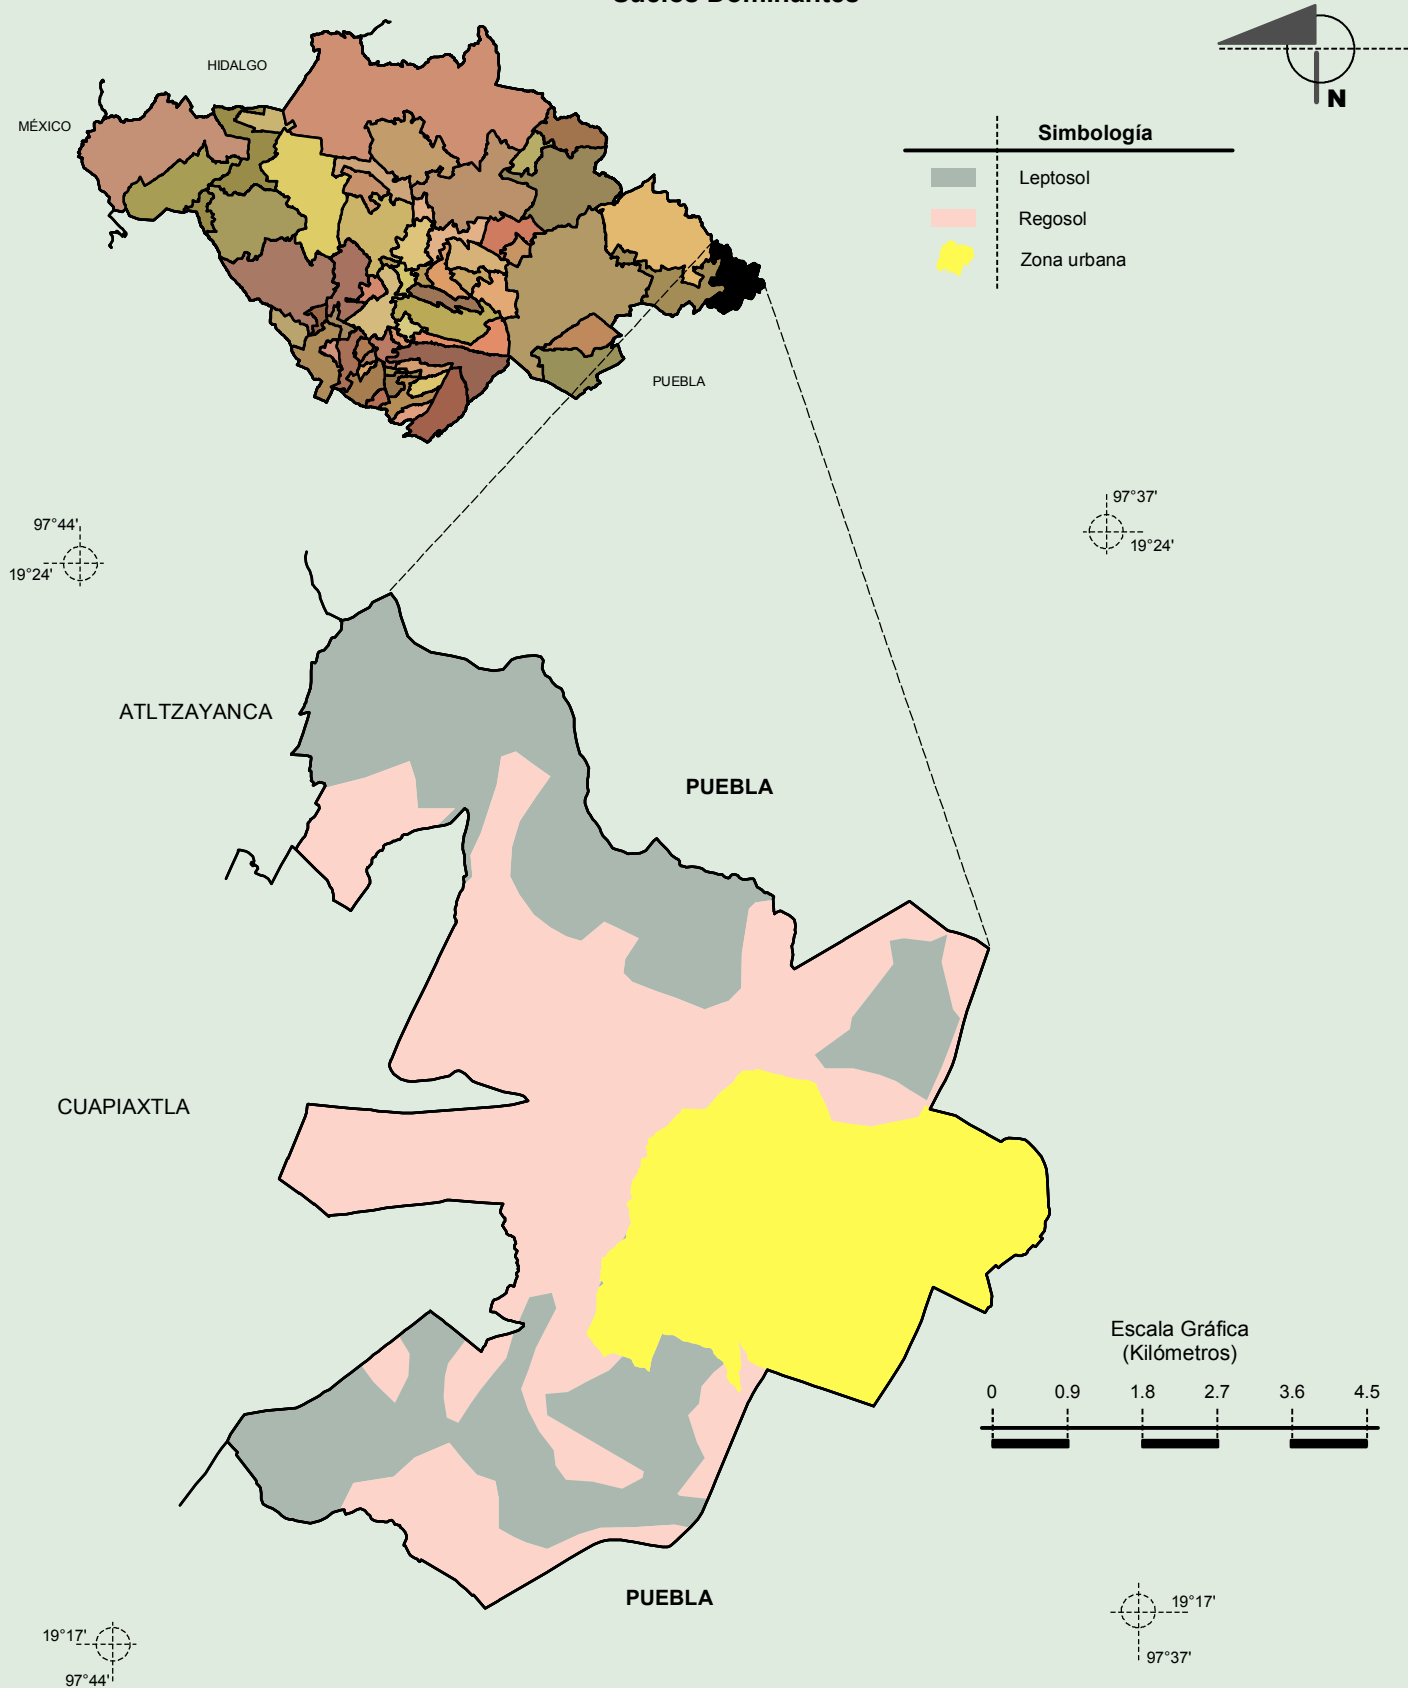 Suelos Dominantes
HIDALGO
MÉXICO
N
Simbología
Leptosol
Regosol
Zona urbana
PUEBLA
97°44'
19°24'
97°37'
19°24'
ATLTZAYANCA
PUEBLA
CUAPIAXTLA
Escala Gráfica
(Kilómetros)
0 0.9 1.8 2.7 3.6 4.5
PUEBLA
19°17'
97°44'
19°17'
97°37'